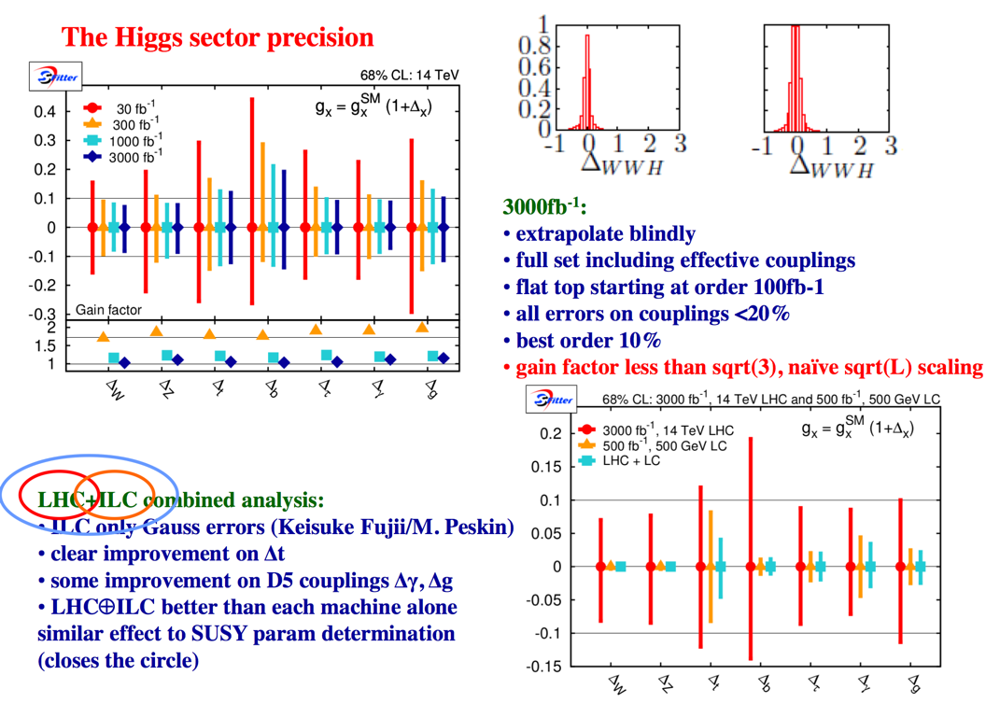 The Higgs sector precision
SFitter
68% CL: 14 TeV
gₓ = gₓ^SM (1+Δₓ)
30 fb⁻¹
300 fb⁻¹
1000 fb⁻¹
3000 fb⁻¹
0.4
0.3
0.2
0.1
0
-0.1
-0.2
-0.3
Gain factor
2
1.5
1
ΔW ΔZ Δt Δb Δτ Δγ Δg
1
0.8
0.6
0.4
0.2
0
-1 0 1 2 3
ΔWWH
-1 0 1 2 3
ΔWWH
3000fb⁻¹:
• extrapolate blindly
• full set including effective couplings
• flat top starting at order 100fb-1
• all errors on couplings <20%
• best order 10%
• gain factor less than sqrt(3), naïve sqrt(L) scaling
LHC+ILC combined analysis:
• ILC only Gauss errors (Keisuke Fujii/M. Peskin)
• clear improvement on Δt
• some improvement on D5 couplings Δγ, Δg
• LHC⊕ILC better than each machine alone
similar effect to SUSY param determination
(closes the circle)
SFitter
68% CL: 3000 fb⁻¹, 14 TeV LHC and 500 fb⁻¹, 500 GeV LC
gₓ = gₓ^SM (1+Δₓ)
3000 fb⁻¹, 14 TeV LHC
500 fb⁻¹, 500 GeV LC
LHC + LC
0.2
0.15
0.1
0.05
0
-0.05
-0.1
-0.15
ΔW ΔZ Δt Δb Δτ Δγ Δg